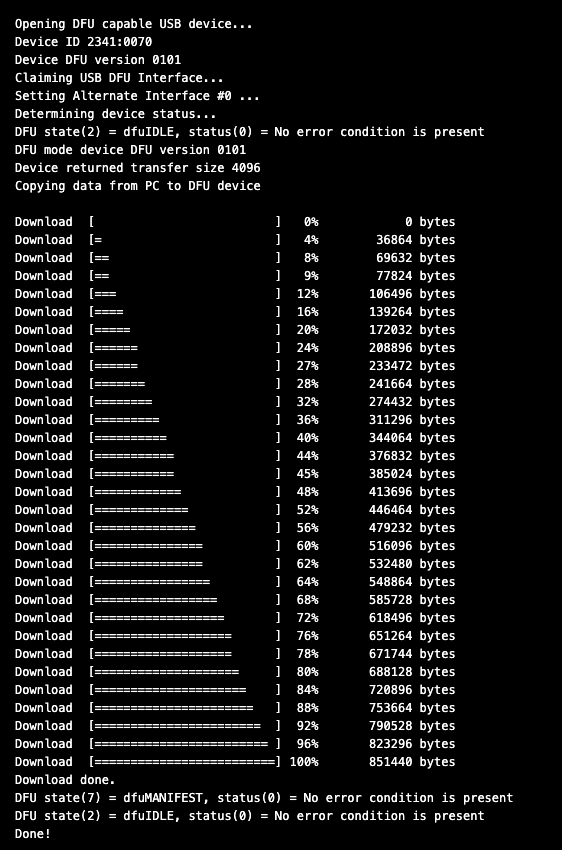 Opening DFU capable USB device...
Device ID 2341:0070
Device DFU version 0101
Claiming USB DFU Interface...
Setting Alternate Interface #0 ...
Determining device status...
DFU state(2) = dfuIDLE, status(0) = No error condition is present
DFU mode device DFU version 0101
Device returned transfer size 4096
Copying data from PC to DFU device

Download  [                         ]   0%            0 bytes
Download  [=                        ]   4%        36864 bytes
Download  [==                       ]   8%        69632 bytes
Download  [==                       ]   9%        77824 bytes
Download  [===                      ]  12%       106496 bytes
Download  [====                     ]  16%       139264 bytes
Download  [=====                    ]  20%       172032 bytes
Download  [======                   ]  24%       208896 bytes
Download  [======                   ]  27%       233472 bytes
Download  [=======                  ]  28%       241664 bytes
Download  [========                 ]  32%       274432 bytes
Download  [=========                ]  36%       311296 bytes
Download  [==========               ]  40%       344064 bytes
Download  [===========              ]  44%       376832 bytes
Download  [===========              ]  45%       385024 bytes
Download  [============             ]  48%       413696 bytes
Download  [=============            ]  52%       446464 bytes
Download  [==============           ]  56%       479232 bytes
Download  [===============          ]  60%       516096 bytes
Download  [===============          ]  62%       532480 bytes
Download  [================         ]  64%       548864 bytes
Download  [=================        ]  68%       585728 bytes
Download  [==================       ]  72%       618496 bytes
Download  [===================      ]  76%       651264 bytes
Download  [===================      ]  78%       671744 bytes
Download  [====================     ]  80%       688128 bytes
Download  [=====================    ]  84%       720896 bytes
Download  [======================   ]  88%       753664 bytes
Download  [=======================  ]  92%       790528 bytes
Download  [======================== ]  96%       823296 bytes
Download  [=========================] 100%       851440 bytes
Download done.
DFU state(7) = dfuMANIFEST, status(0) = No error condition is present
DFU state(2) = dfuIDLE, status(0) = No error condition is present
Done!